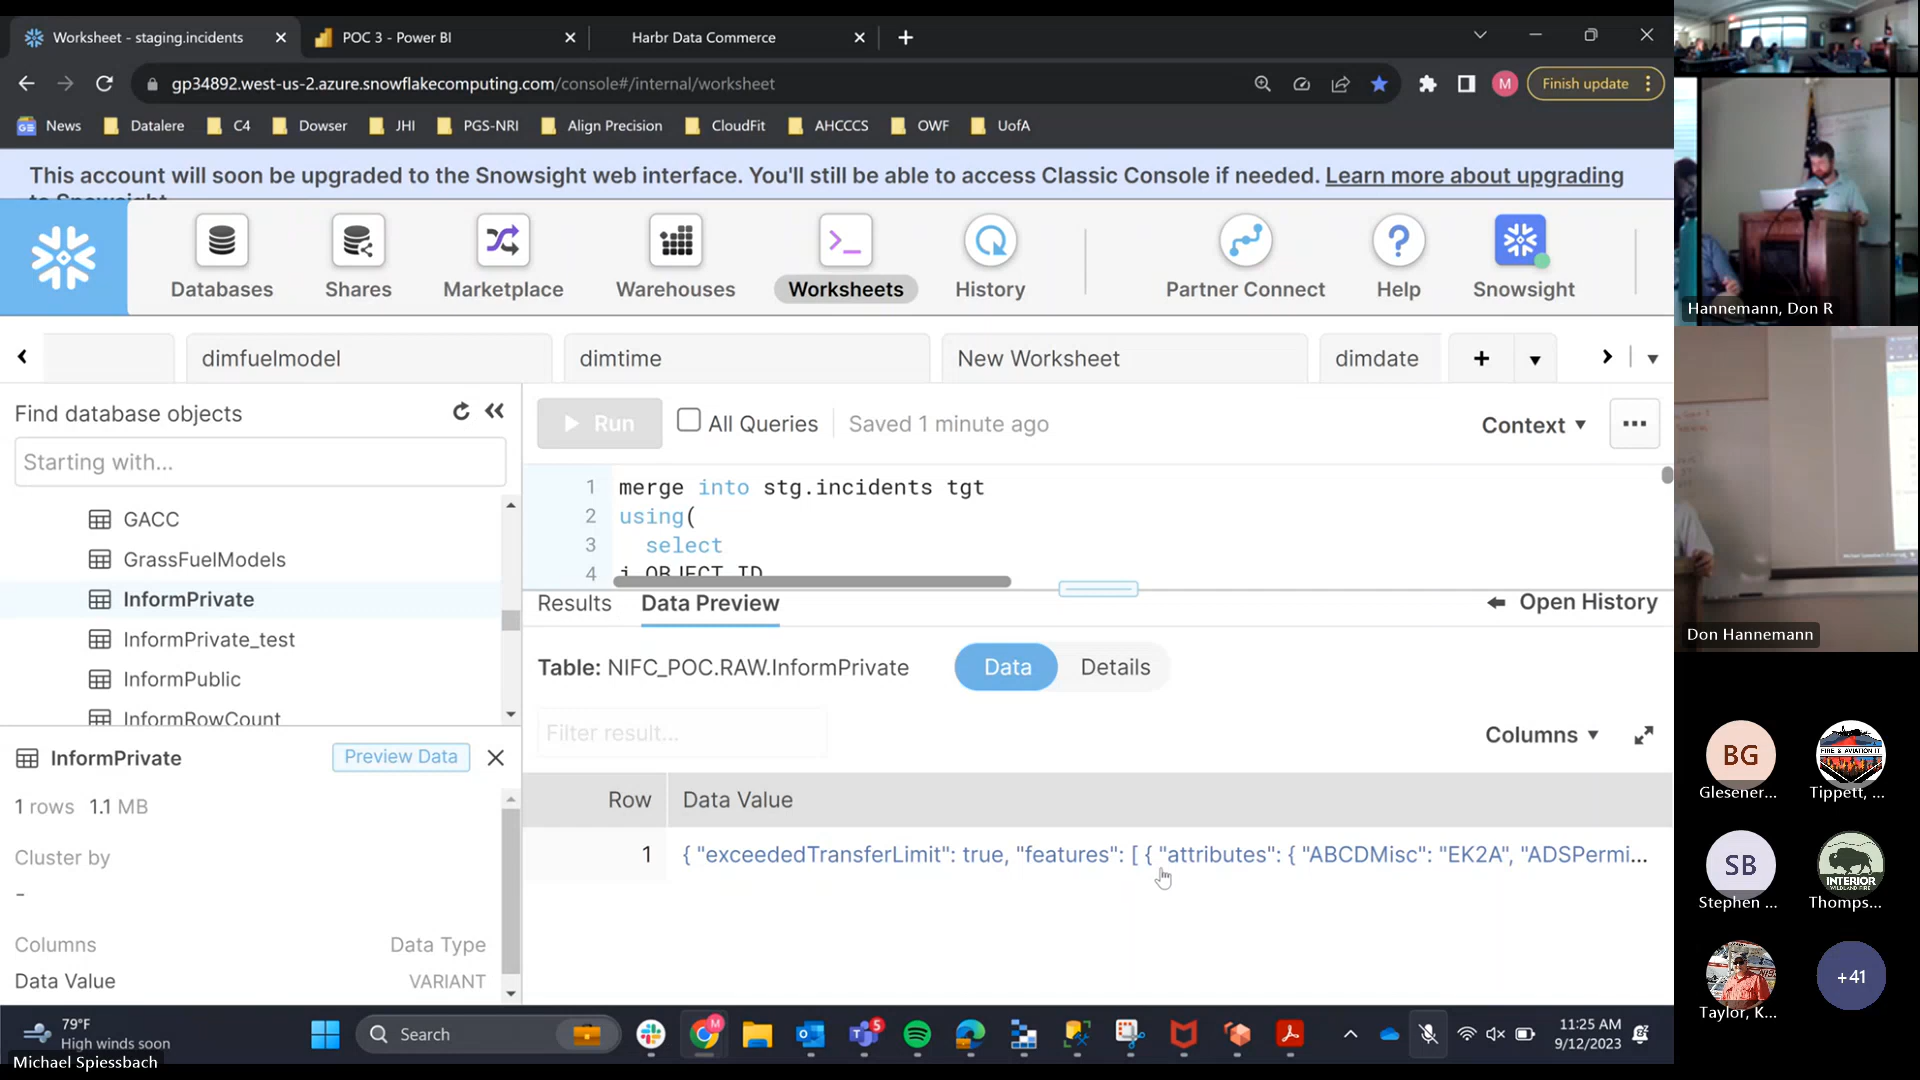 Worksheet - staging.incidents
POC 3 - Power BI
Harbr Data Commerce
gp34892.west-us-2.azure.snowflakecomputing.com/console#/internal/worksheet
M
Finish update
News
Datalere
C4
Dowser
JHI
PGS-NRI
Align Precision
CloudFit
AHCCCS
OWF
UofA
This account will soon be upgraded to the Snowsight web interface. You'll still be able to access Classic Console if needed. Learn more about upgrading
to Snowsight
Databases
Shares
Marketplace
Warehouses
Worksheets
History
Partner Connect
Help
Snowsight
dimfuelmodel
dimtime
New Worksheet
dimdate
Find database objects
Starting with...
GACC
GrassFuelModels
InformPrivate
InformPrivate_test
InformPublic
InformRowCount
InformPrivate
Preview Data
1 rows 1.1 MB
Cluster by
-
Columns
Data Type
Data Value
VARIANT
Run
All Queries
Saved 1 minute ago
Context
1 merge into stg.incidents tgt
2 using(
3 select
4 i.OBJECT_ID
Results
Data Preview
Open History
Table: NIFC_POC.RAW.InformPrivate
Data
Details
Filter result...
Columns
Row
Data Value
1
{ "exceededTransferLimit": true, "features": [ { "attributes": { "ABCDMisc": "EK2A", "ADSPermi...
79°F
High winds soon
Search
M
5
11:25 AM
9/12/2023
Michael Spiessbach
Hannemann, Don R
Don Hannemann
BG
Glesener...
FIRE & AVIATION IT
Tippett, ...
SB
Stephen ...
INTERIOR
Thomps...
Taylor, K...
+41